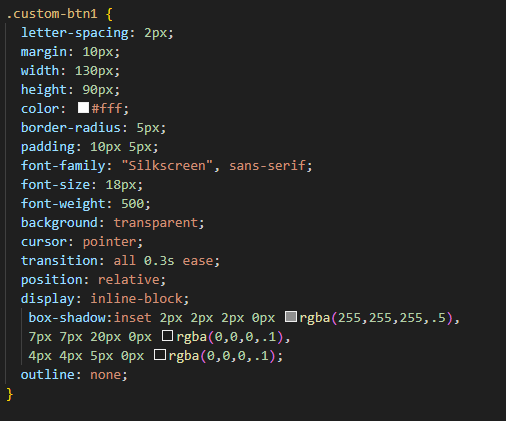 .custom-btn1 {
letter-spacing: 2px;
margin: 10px;
width: 130px;
height: 90px;
color: #fff;
border-radius: 5px;
padding: 10px 5px;
font-family: "Silkscreen", sans-serif;
font-size: 18px;
font-weight: 500;
background: transparent;
cursor: pointer;
transition: all 0.3s ease;
position: relative;
display: inline-block;
box-shadow:inset 2px 2px 2px 0px rgba(255,255,255,.5),
7px 7px 20px 0px rgba(0,0,0,.1),
4px 4px 5px 0px rgba(0,0,0,.1);
outline: none;
}